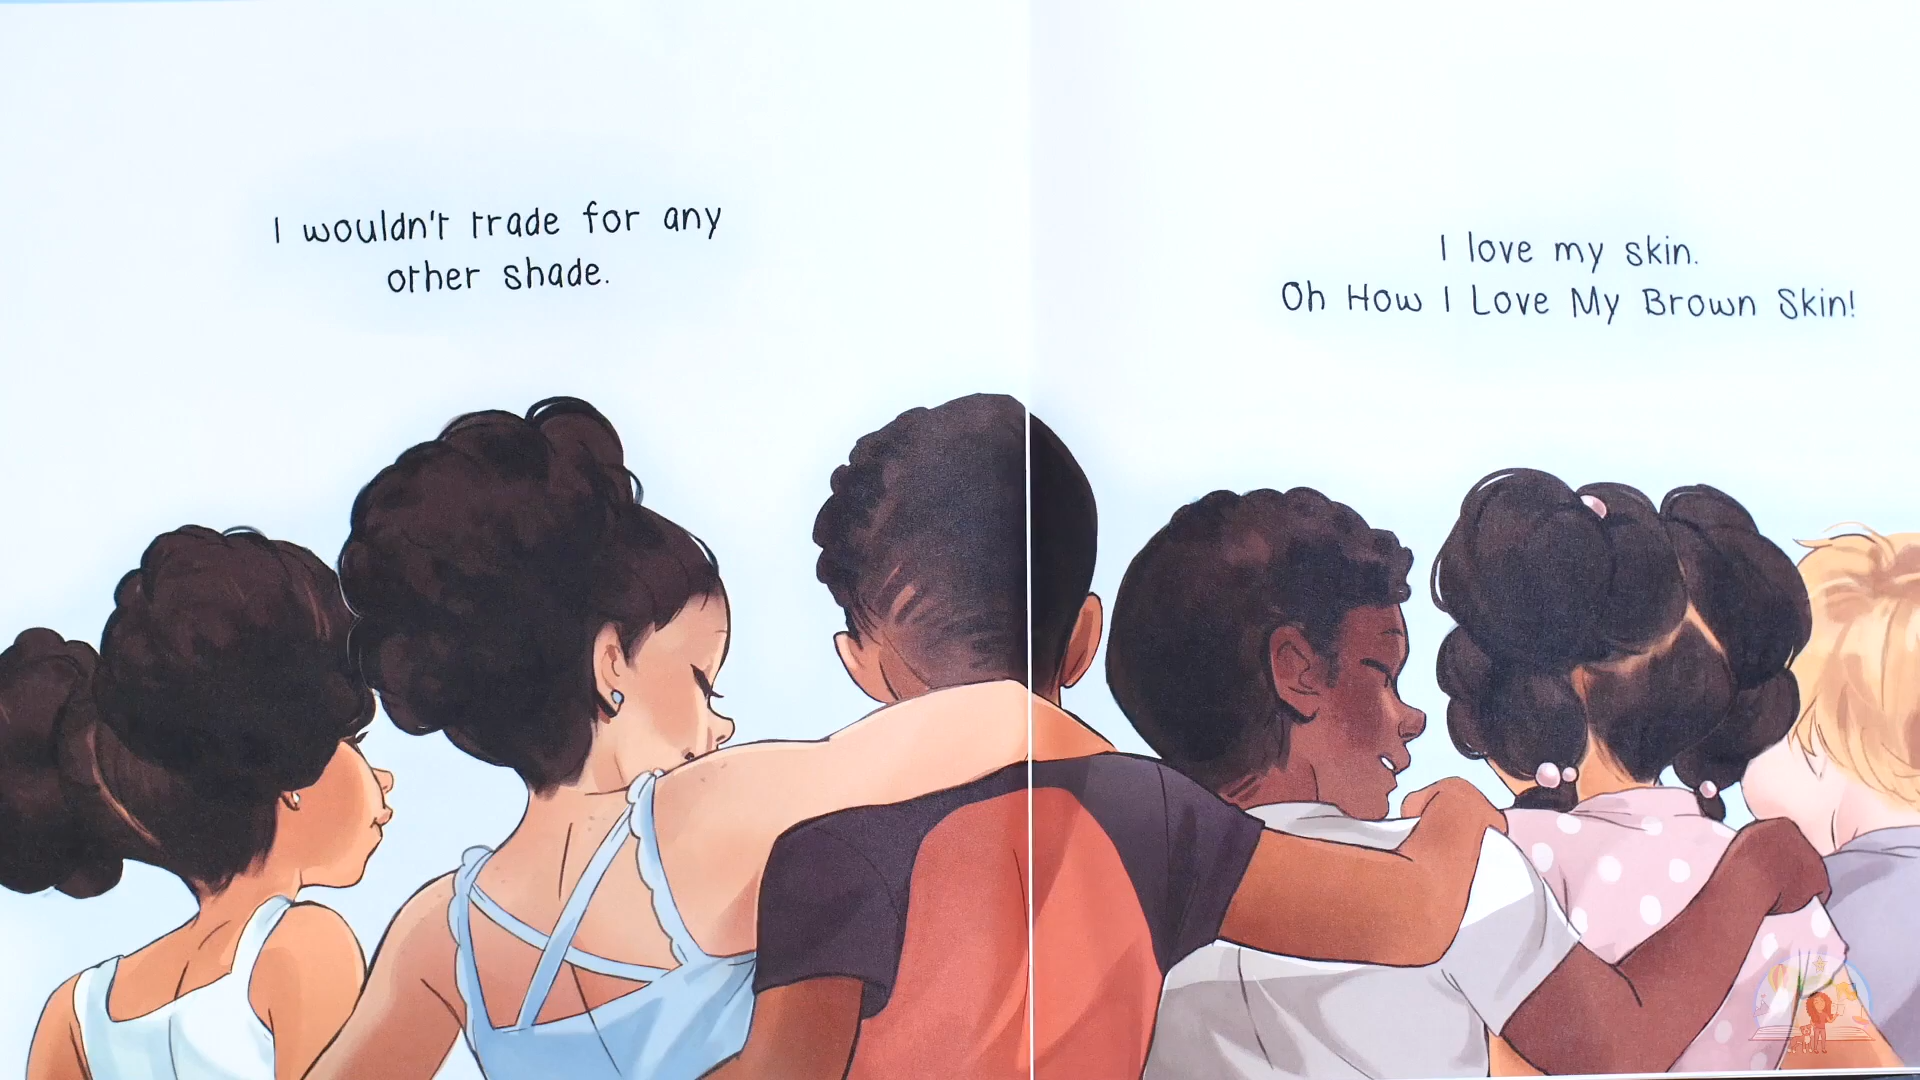 I wouldn't trade for any
other shade.
I love my skin.
Oh How I Love My Brown Skin!